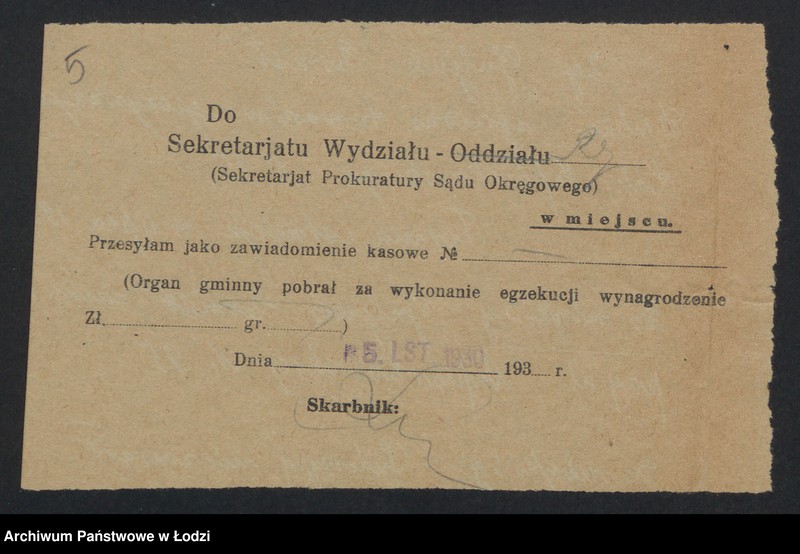 5
Do
Sekretarjatu Wydziału - Oddziału
(Sekretarjat Prokuratury Sądu Okręgowego)
w miejscu.
Przesyłam jako zawiadomienie kasowe №
(Organ gminny pobrał za wykonanie egzekucji wynagrodzenie
Zł. gr. )
Dnia 5. LST 1930 193 r.
Skarbnik:
Archiwum Państwowe w Łodzi